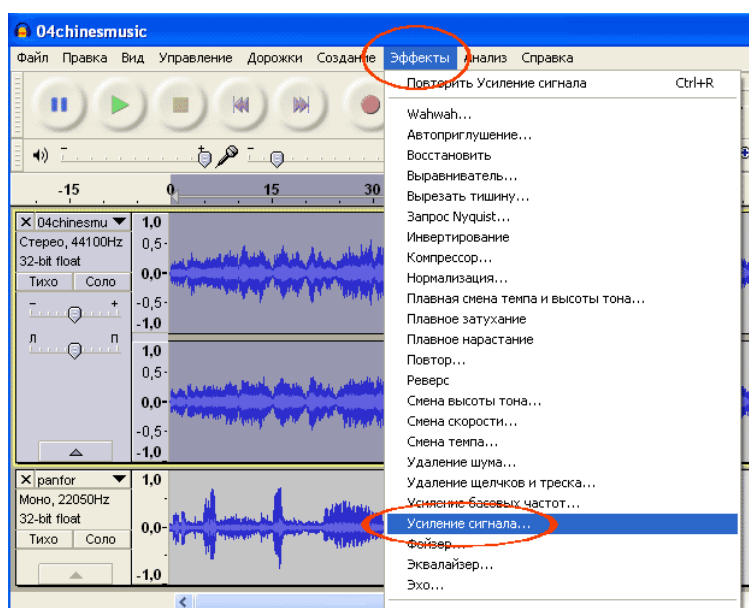 04chinesmusic
Файл Правка Вид Управление Дорожки Создание Эффекты Анализ Справка
Повторить Усиление сигнала Ctrl+R
Wahwah...
Автоприглушение...
Восстановить
Выравниватель...
Вырезать тишину...
Запрос Nyquist...
Инвертирование
Компрессор...
Нормализация...
Плавная смена темпа и высоты тона...
Плавное затухание
Плавное нарастание
Повтор...
Реверс
Смена высоты тона...
Смена скорости...
Смена темпа...
Удаление шума...
Удаление щелчков и треска...
Усиление басовых частот...
Усиление сигнала...
Фойзер...
Эквалайзер...
Эхо...
-15 0 15 30
04chinesmu
Стерео, 44100Hz
32-bit float
Тихо Соло
- +
Л П
1,0
0,5
0,0
-0,5
-1,0
1,0
0,5
0,0
-0,5
-1,0
panfor
Моно, 22050Hz
32-bit float
Тихо Соло
1,0
0,0
-1,0